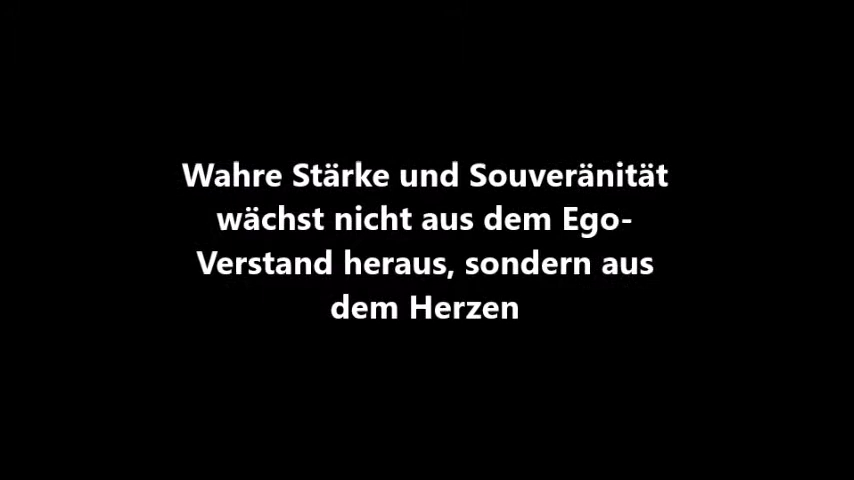 Wahre Stärke und Souveränität
wächst nicht aus dem Ego-
Verstand heraus, sondern aus
dem Herzen